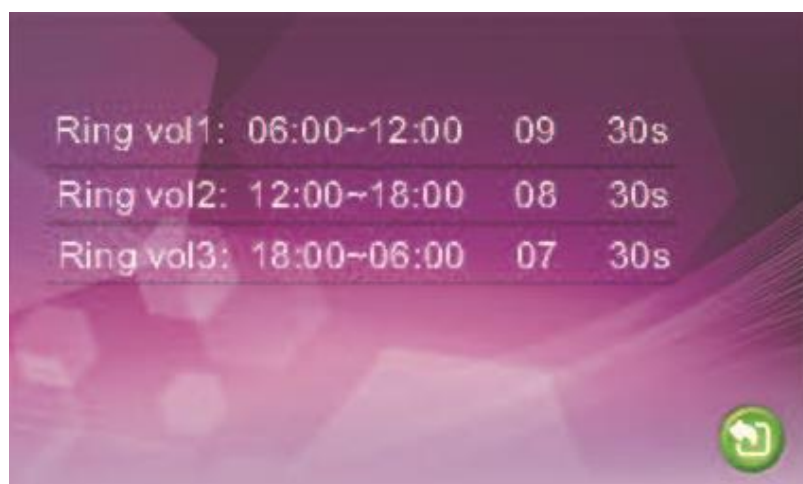 Ring vol1: 06:00~12:00 09 30s
Ring vol2: 12:00~18:00 08 30s
Ring vol3: 18:00~06:00 07 30s